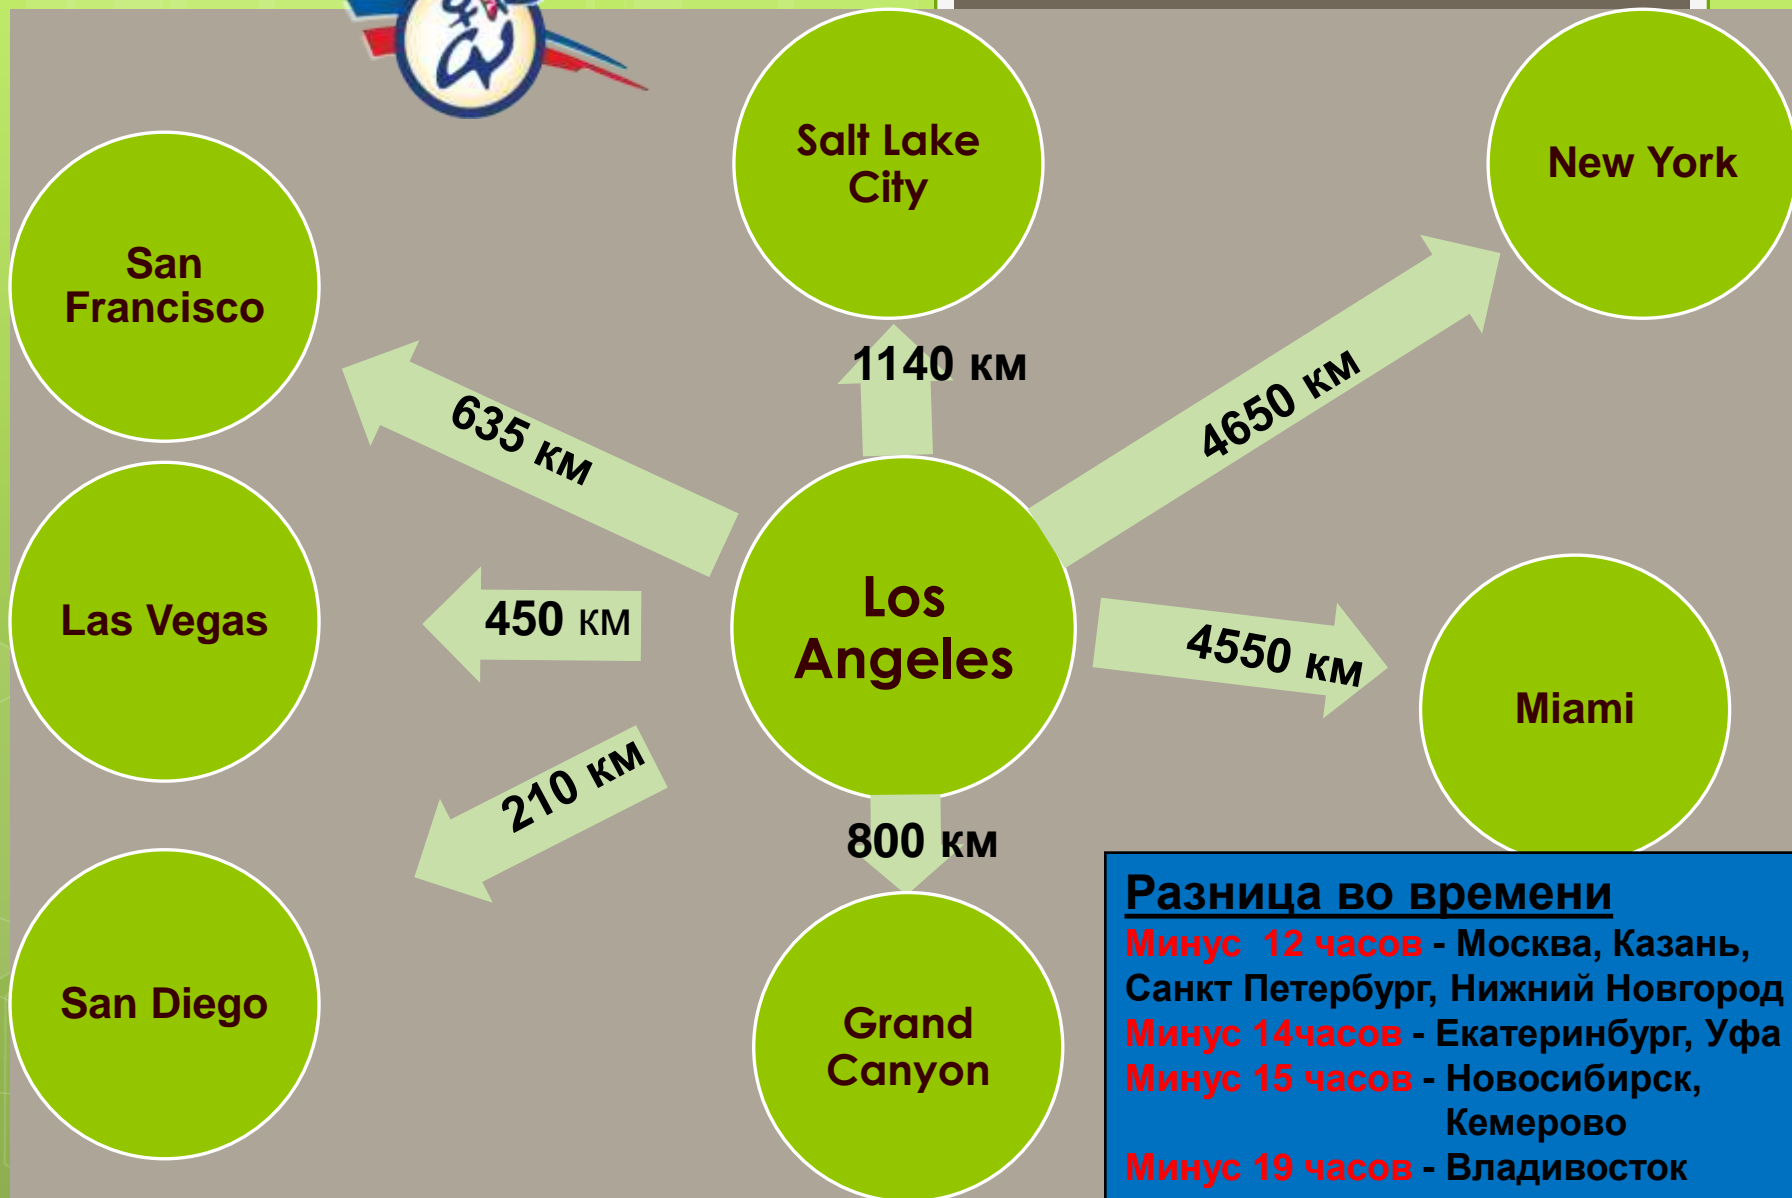 Salt Lake
City
New York
San
Francisco
1140 км
4650 км
635 км
Las Vegas
450 км
Los
Angeles
4550 км
Miami
210 км
800 км
San Diego
Grand
Canyon
Разница во времени
Минус 12 часов - Москва, Казань,
Санкт Петербург, Нижний Новгород
Минус 14часов - Екатеринбург, Уфа
Минус 15 часов - Новосибирск,
Кемерово
Минус 19 часов - Владивосток